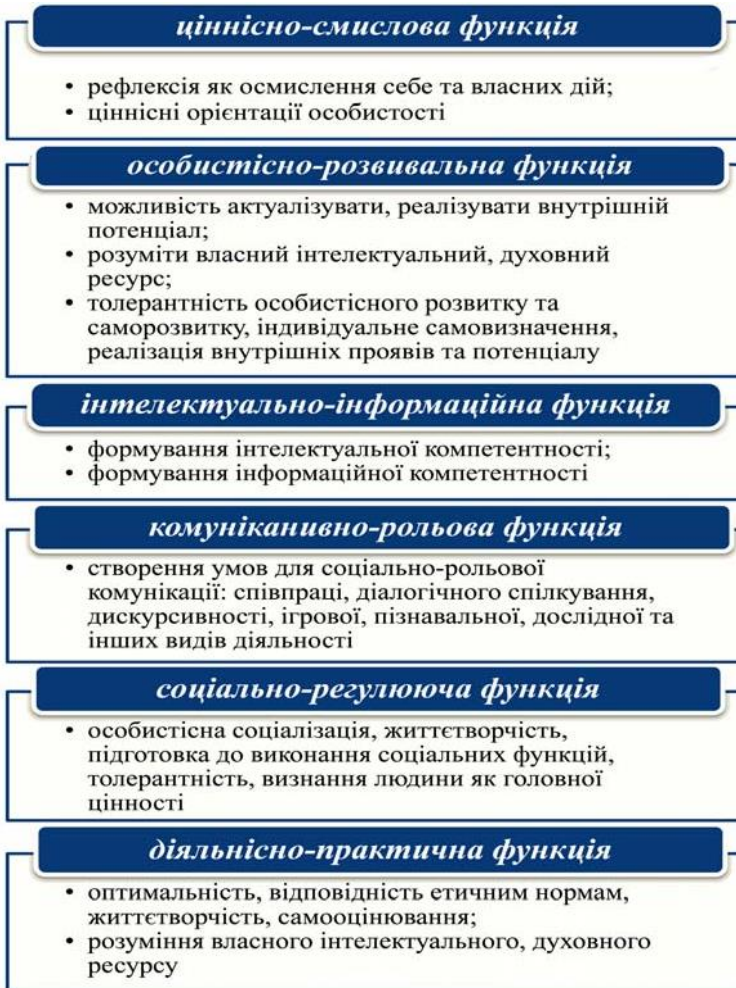 ціннісно-смислова функція
• рефлексія як осмислення себе та власних дій;
• ціннісні орієнтації особистості
особистісно-розвивальна функція
• можливість актуалізувати, реалізувати внутрішній
потенціал;
• розуміти власний інтелектуальний, духовний
ресурс;
• толерантність особистісного розвитку та
саморозвитку, індивідуальне самовизначення,
реалізація внутрішніх проявів та потенціалу
інтелектуально-інформаційна функція
• формування інтелектуальної компетентності;
• формування інформаційної компетентності
комуніканивно-рольова функція
• створення умов для соціально-рольової
комунікації: співпраці, діалогічного спілкування,
дискурсивності, ігрової, пізнавальної, дослідної та
інших видів діяльності
соціально-регулююча функція
• особистісна соціалізація, життєтворчість,
підготовка до виконання соціальних функцій,
толерантність, визнання людини як головної
цінності
діяльнісно-практична функція
• оптимальність, відповідність етичним нормам,
життєтворчість, самооцінювання;
• розуміння власного інтелектуального, духовного
ресурсу